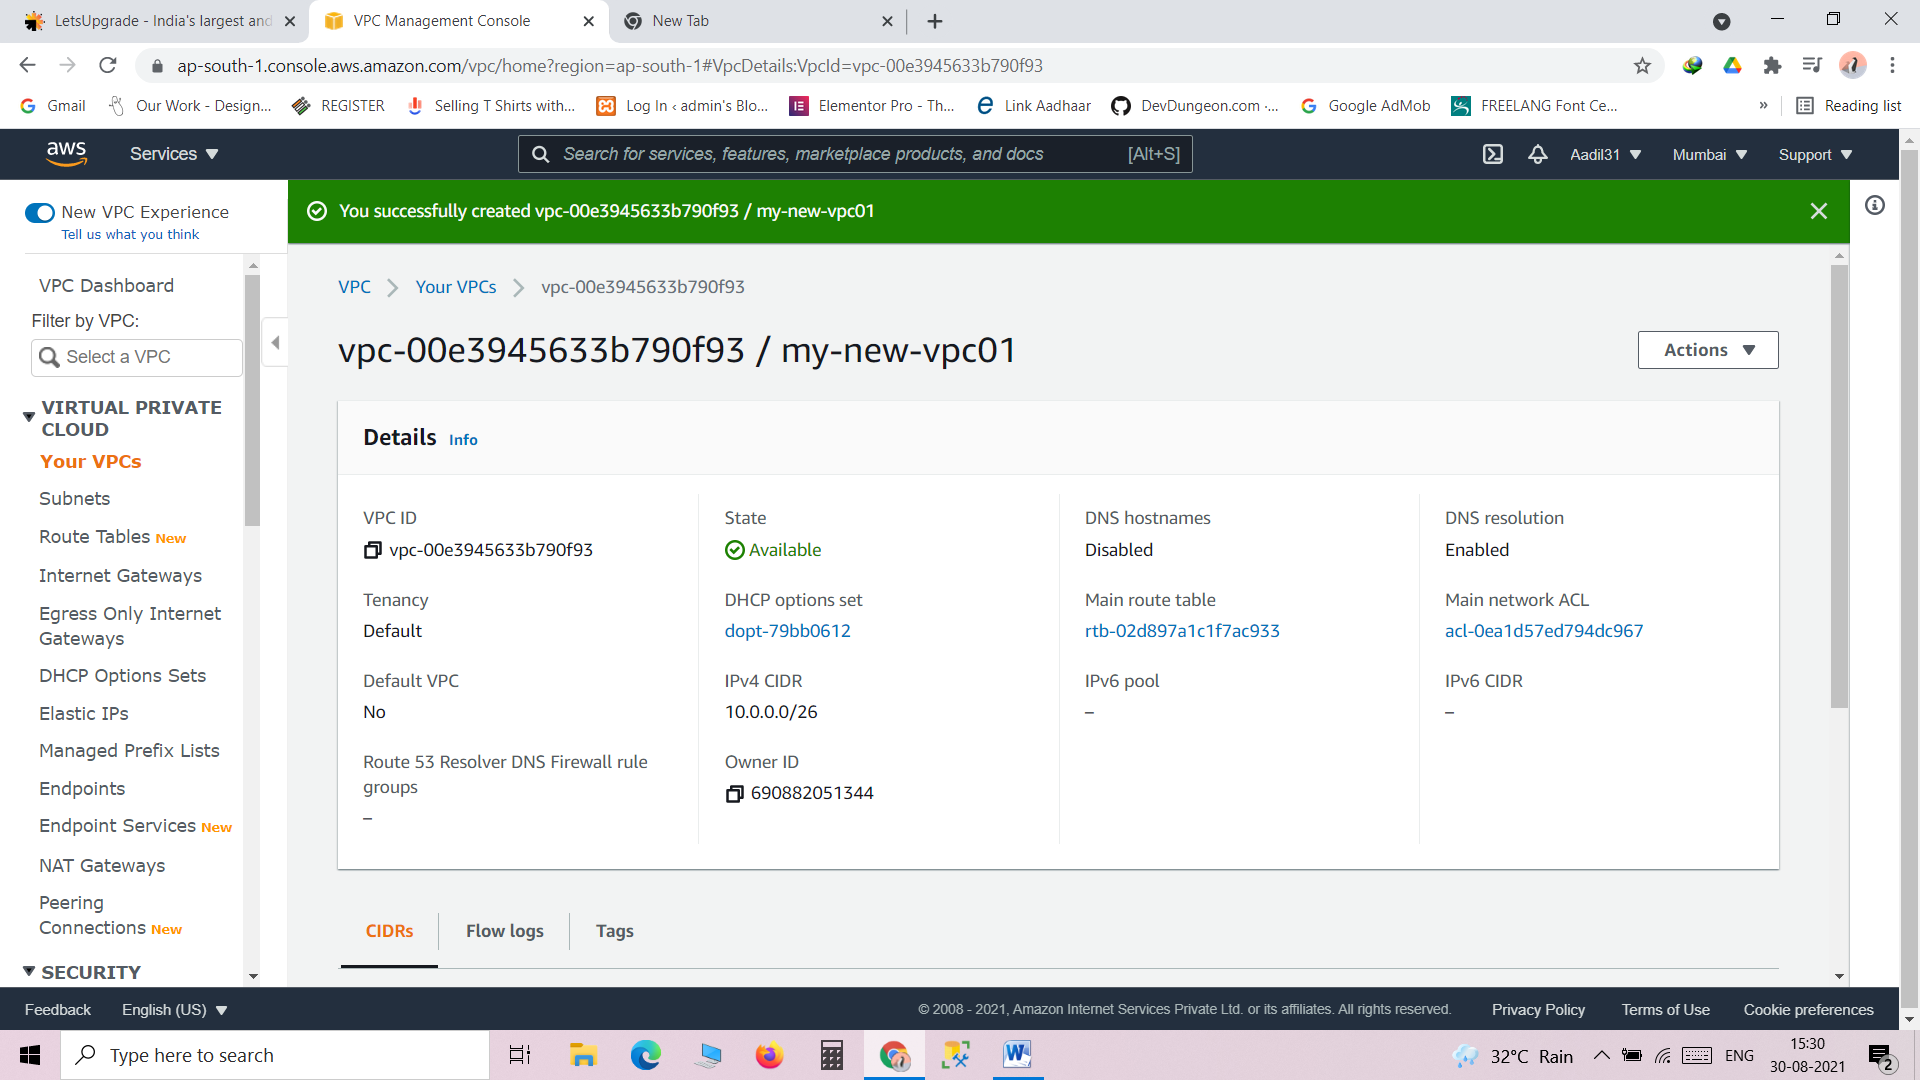 LetsUpgrade - India's largest and
VPC Management Console
New Tab
ap-south-1.console.aws.amazon.com/vpc/home?region=ap-south-1#VpcDetails:VpcId=vpc-00e3945633b790f93
Gmail
Our Work - Design...
REGISTER
Selling T Shirts with...
Log In ‹ admin's Blo...
Elementor Pro - Th...
Link Aadhaar
DevDungeon.com -...
Google AdMob
FREELANG Font Ce...
»
Reading list
aws
Services
Search for services, features, marketplace products, and docs
[Alt+S]
Aadil31
Mumbai
Support
New VPC Experience
Tell us what you think
You successfully created vpc-00e3945633b790f93 / my-new-vpc01
VPC Dashboard
Filter by VPC:
Select a VPC
VIRTUAL PRIVATE
CLOUD
Your VPCs
Subnets
Route Tables New
Internet Gateways
Egress Only Internet
Gateways
DHCP Options Sets
Elastic IPs
Managed Prefix Lists
Endpoints
Endpoint Services New
NAT Gateways
Peering
Connections New
SECURITY
VPC
Your VPCs
vpc-00e3945633b790f93
vpc-00e3945633b790f93 / my-new-vpc01
Actions
Details Info
VPC ID
vpc-00e3945633b790f93
State
Available
DNS hostnames
Disabled
DNS resolution
Enabled
Tenancy
Default
DHCP options set
dopt-79bb0612
Main route table
rtb-02d897a1c1f7ac933
Main network ACL
acl-0ea1d57ed794dc967
Default VPC
No
IPv4 CIDR
10.0.0.0/26
IPv6 pool
–
IPv6 CIDR
–
Route 53 Resolver DNS Firewall rule
groups
–
Owner ID
690882051344
CIDRs
Flow logs
Tags
Feedback
English (US)
© 2008 - 2021, Amazon Internet Services Private Ltd. or its affiliates. All rights reserved.
Privacy Policy
Terms of Use
Cookie preferences
Type here to search
32°C Rain
ENG
15:30
30-08-2021
2